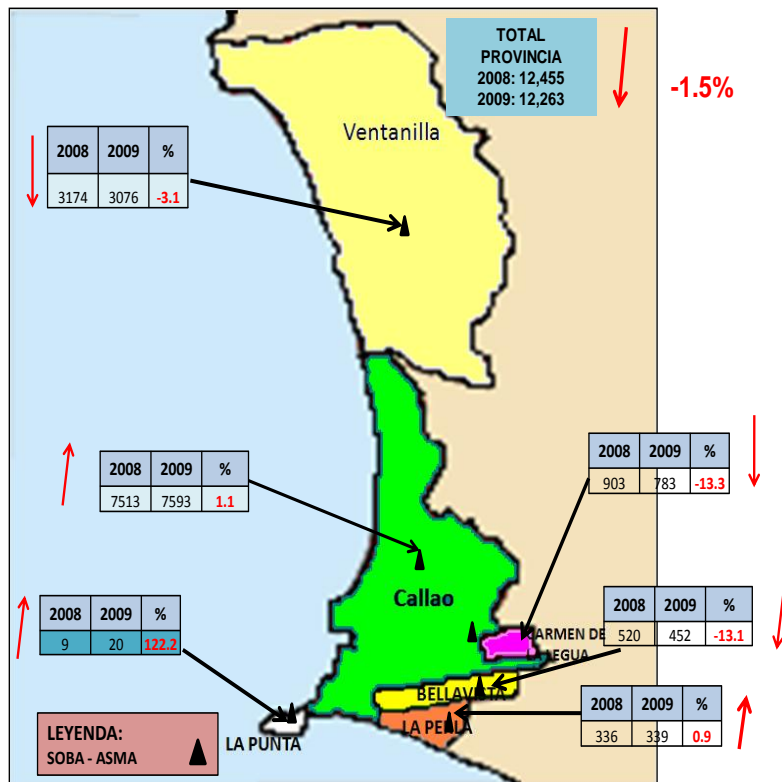 TOTAL
PROVINCIA
2008: 12,455
2009: 12,263
-1.5%
Ventanilla
2008 2009 %
3174 3076 -3.1
2008 2009 %
903 783 -13.3
2008 2009 %
7513 7593 1.1
Callao
2008 2009 %
9 20 122.2
2008 2009 %
520 452 -13.1
CARMEN DE
LA LEGUA
BELLAVISTA
2008 2009 %
336 339 0.9
LA PERLA
LA PUNTA
LEYENDA:
SOBA - ASMA